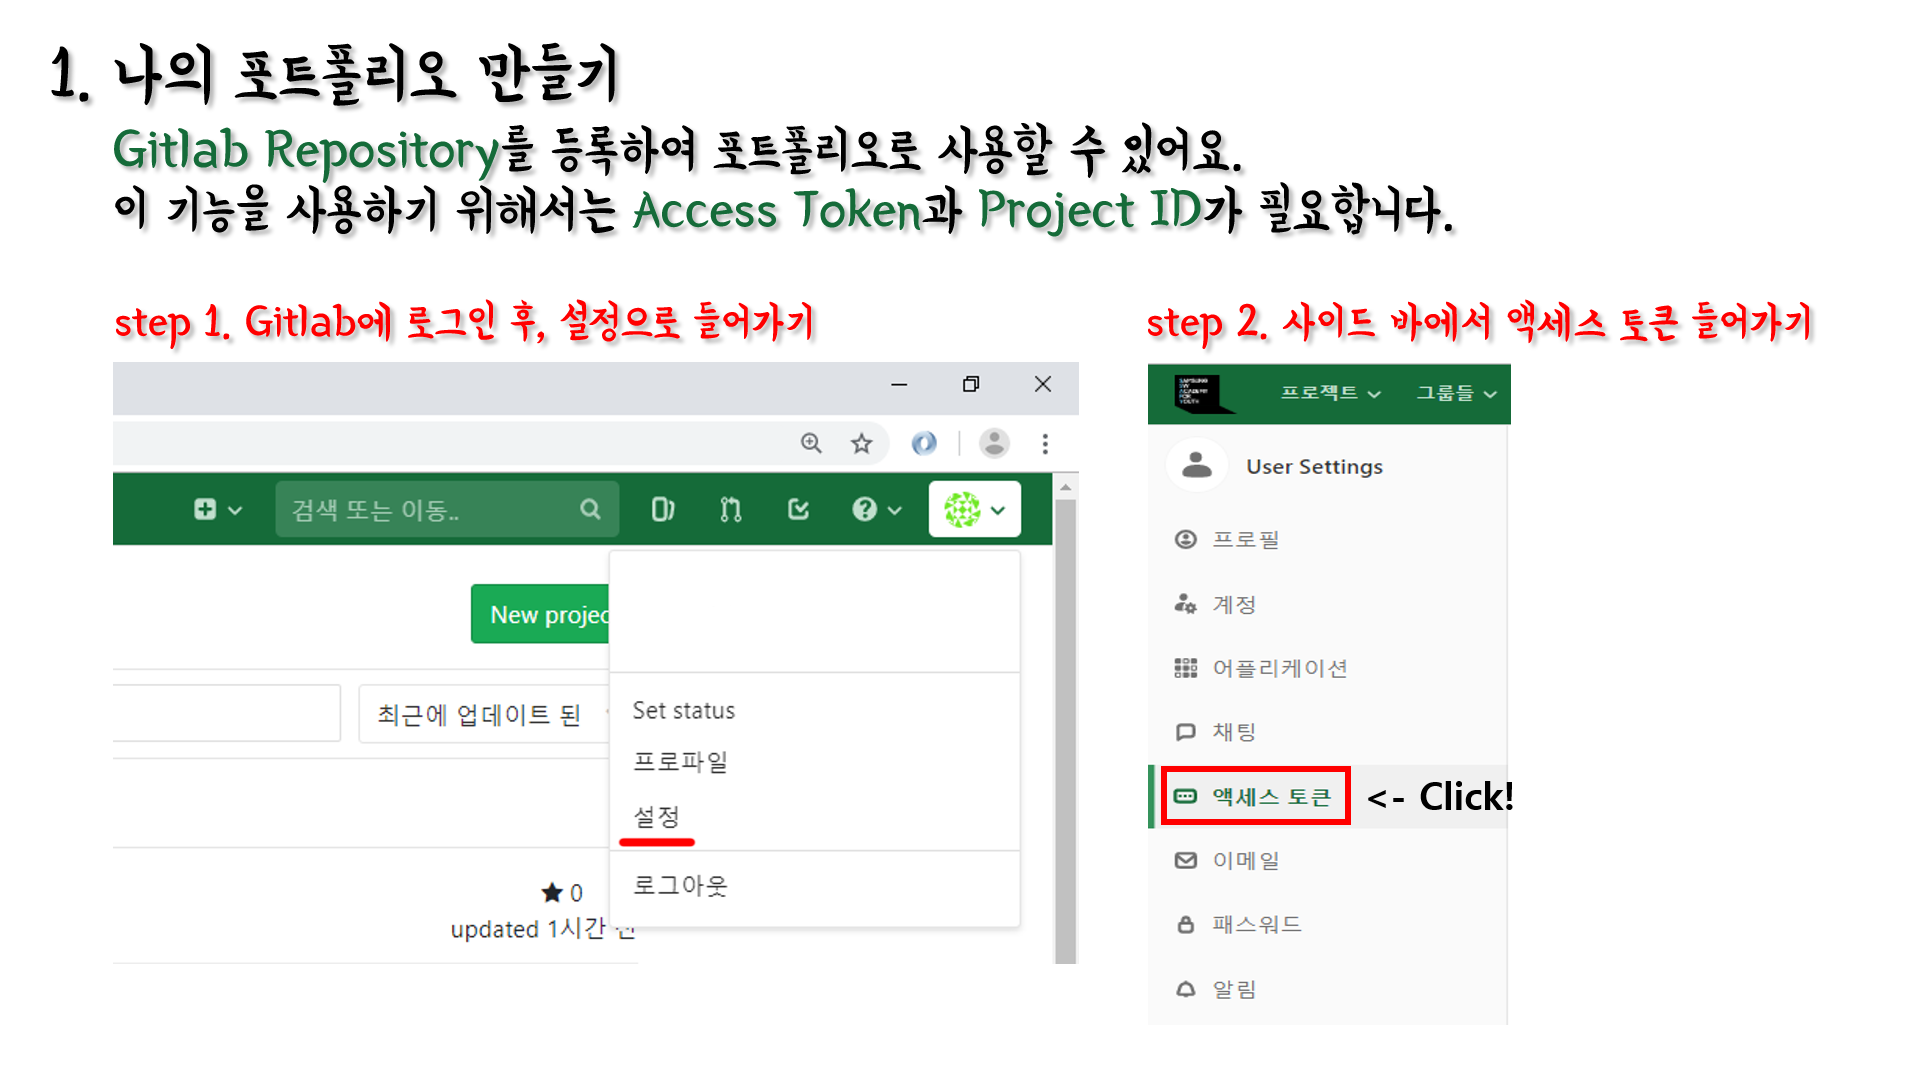 1. 나의 포트폴리오 만들기
Gitlab Repository를 등록하여 포트폴리오로 사용할 수 있어요.
이 기능을 사용하기 위해서는 Access Token과 Project ID가 필요합니다.
step 1. Gitlab에 로그인 후, 설정으로 들어가기
검색 또는 이동..
New projec
최근에 업데이트 된
Set status
프로파일
설정
로그아웃
0
updated 1시간 전
step 2. 사이드 바에서 액세스 토큰 들어가기
SAMSUNG
SW
ACADEMY
FOR
YOUTH
프로젝트 그룹들
User Settings
프로필
계정
어플리케이션
채팅
액세스 토큰 <- Click!
이메일
패스워드
알림